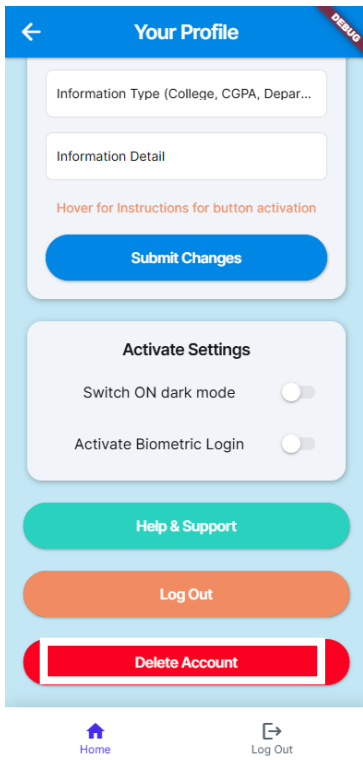 Your Profile
DEBUG
Information Type (College, CGPA, Depar...
Information Detail
Hover for Instructions for button activation
Submit Changes
Activate Settings
Switch ON dark mode
Activate Biometric Login
Help & Support
Log Out
Delete Account
Home
Log Out